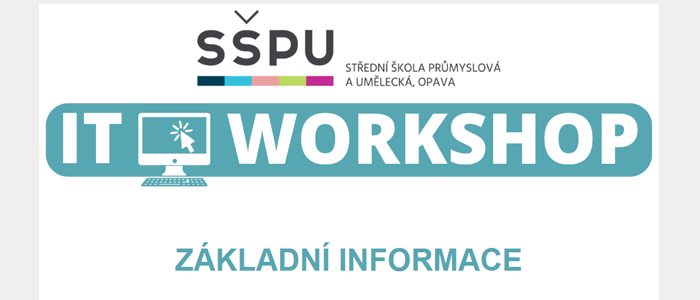 SŠPU
STŘEDNÍ ŠKOLA PRŮMYSLOVÁ
A UMĚLECKÁ, OPAVA
IT WORKSHOP
ZÁKLADNÍ INFORMACE